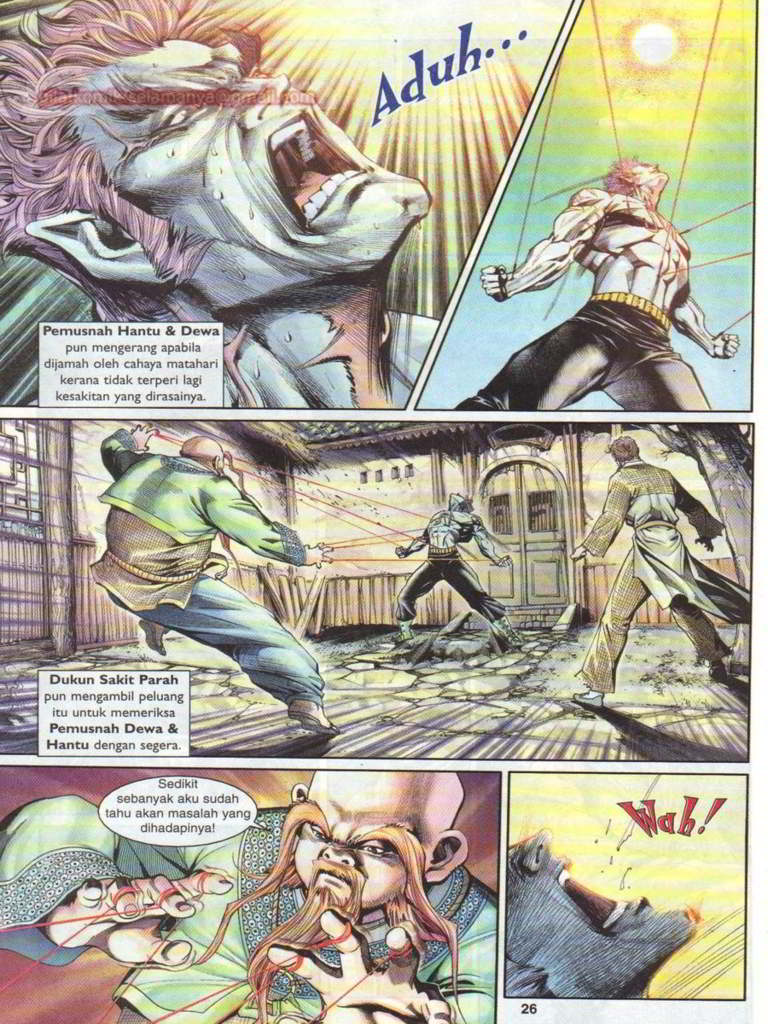 Aduh...
Pemusnah Hantu & Dewa
pun mengerang apabila
dijamah oleh cahaya matahari
kerana tidak terperi lagi
kesakitan yang dirasainya.
Dukun Sakit Parah
pun mengambil peluang
itu untuk memeriksa
Pemusnah Dewa &
Hantu dengan segera.
Sedikit
sebanyak aku sudah
tahu akan masalah yang
dihadapinya!
Wah!
26